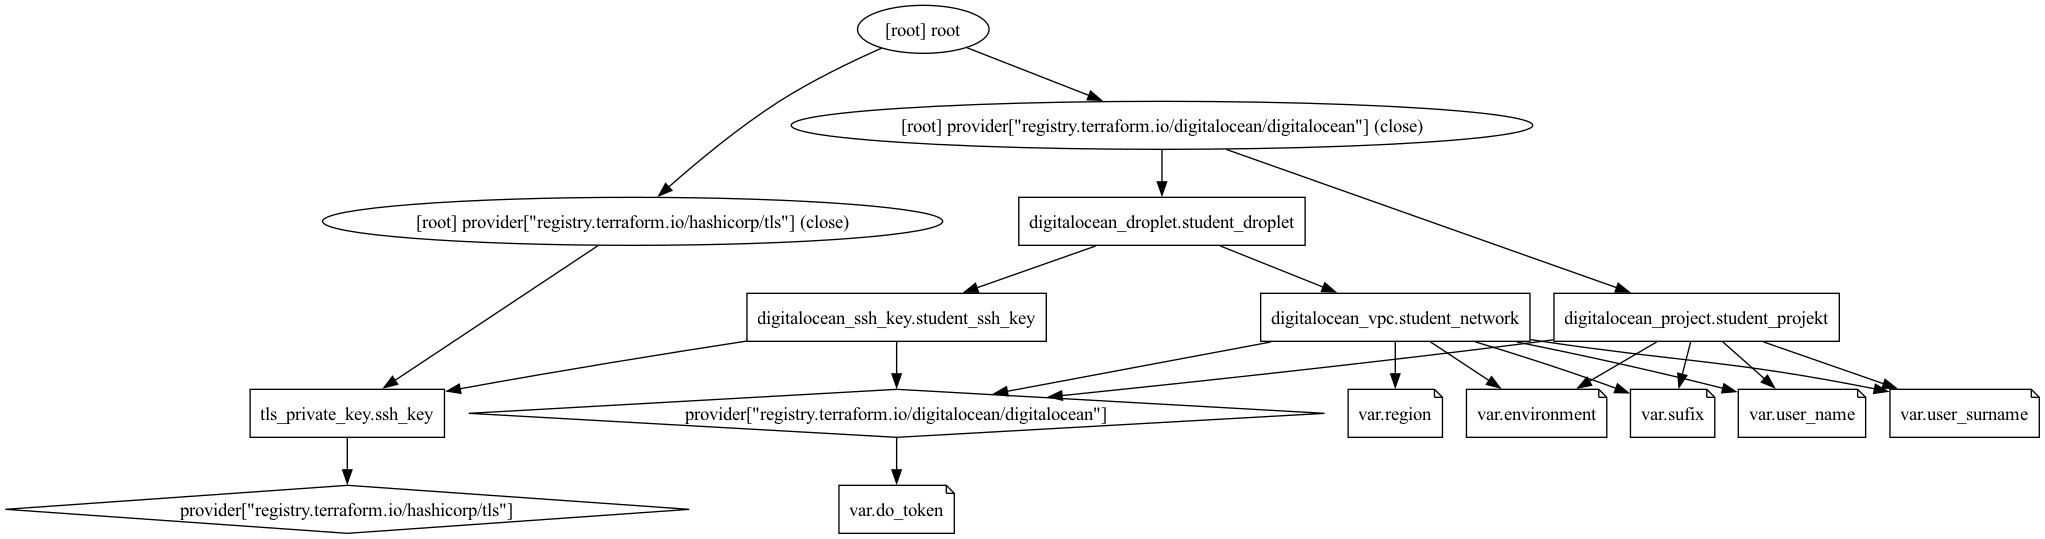 [root] root
[root] provider["registry.terraform.io/digitalocean/digitalocean"] (close)
[root] provider["registry.terraform.io/hashicorp/tls"] (close)
digitalocean_droplet.student_droplet
digitalocean_ssh_key.student_ssh_key
digitalocean_vpc.student_network
digitalocean_project.student_projekt
tls_private_key.ssh_key
provider["registry.terraform.io/digitalocean/digitalocean"]
var.region
var.environment
var.sufix
var.user_name
var.user_surname
provider["registry.terraform.io/hashicorp/tls"]
var.do_token